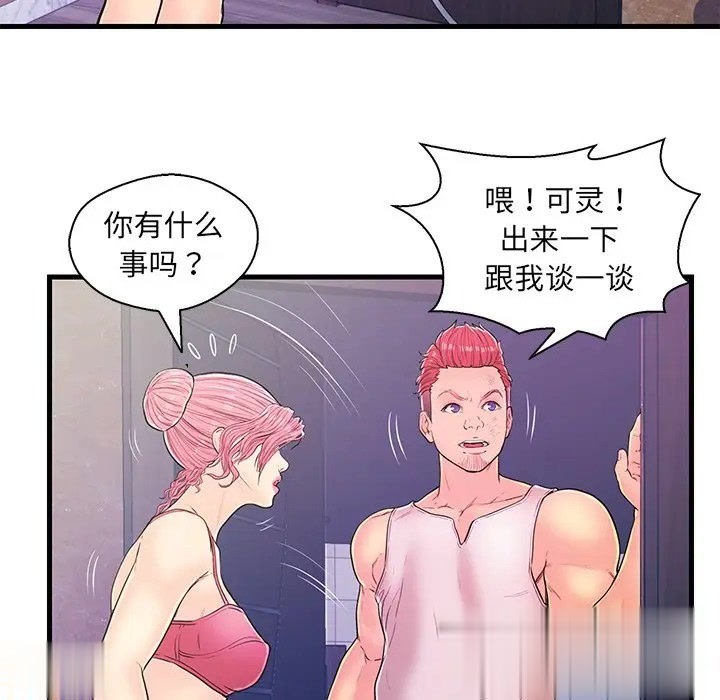 你有什么
事吗？
喂！可灵！
出来一下
跟我谈一谈